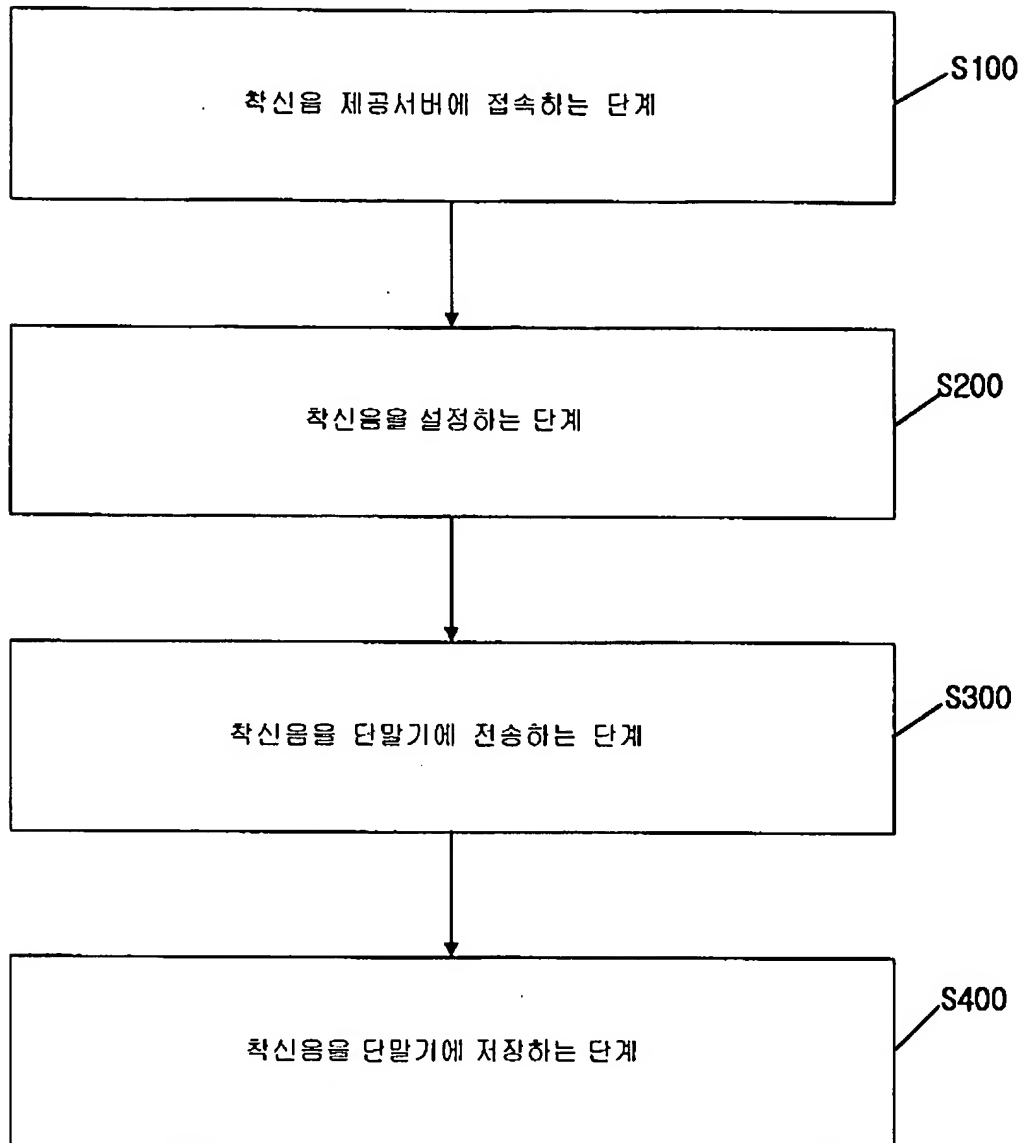 착신음 제공서버에 접속하는 단계
S100
착신음을 설정하는 단계
S200
착신음을 단말기에 전송하는 단계
S300
착신음을 단말기에 저장하는 단계
S400